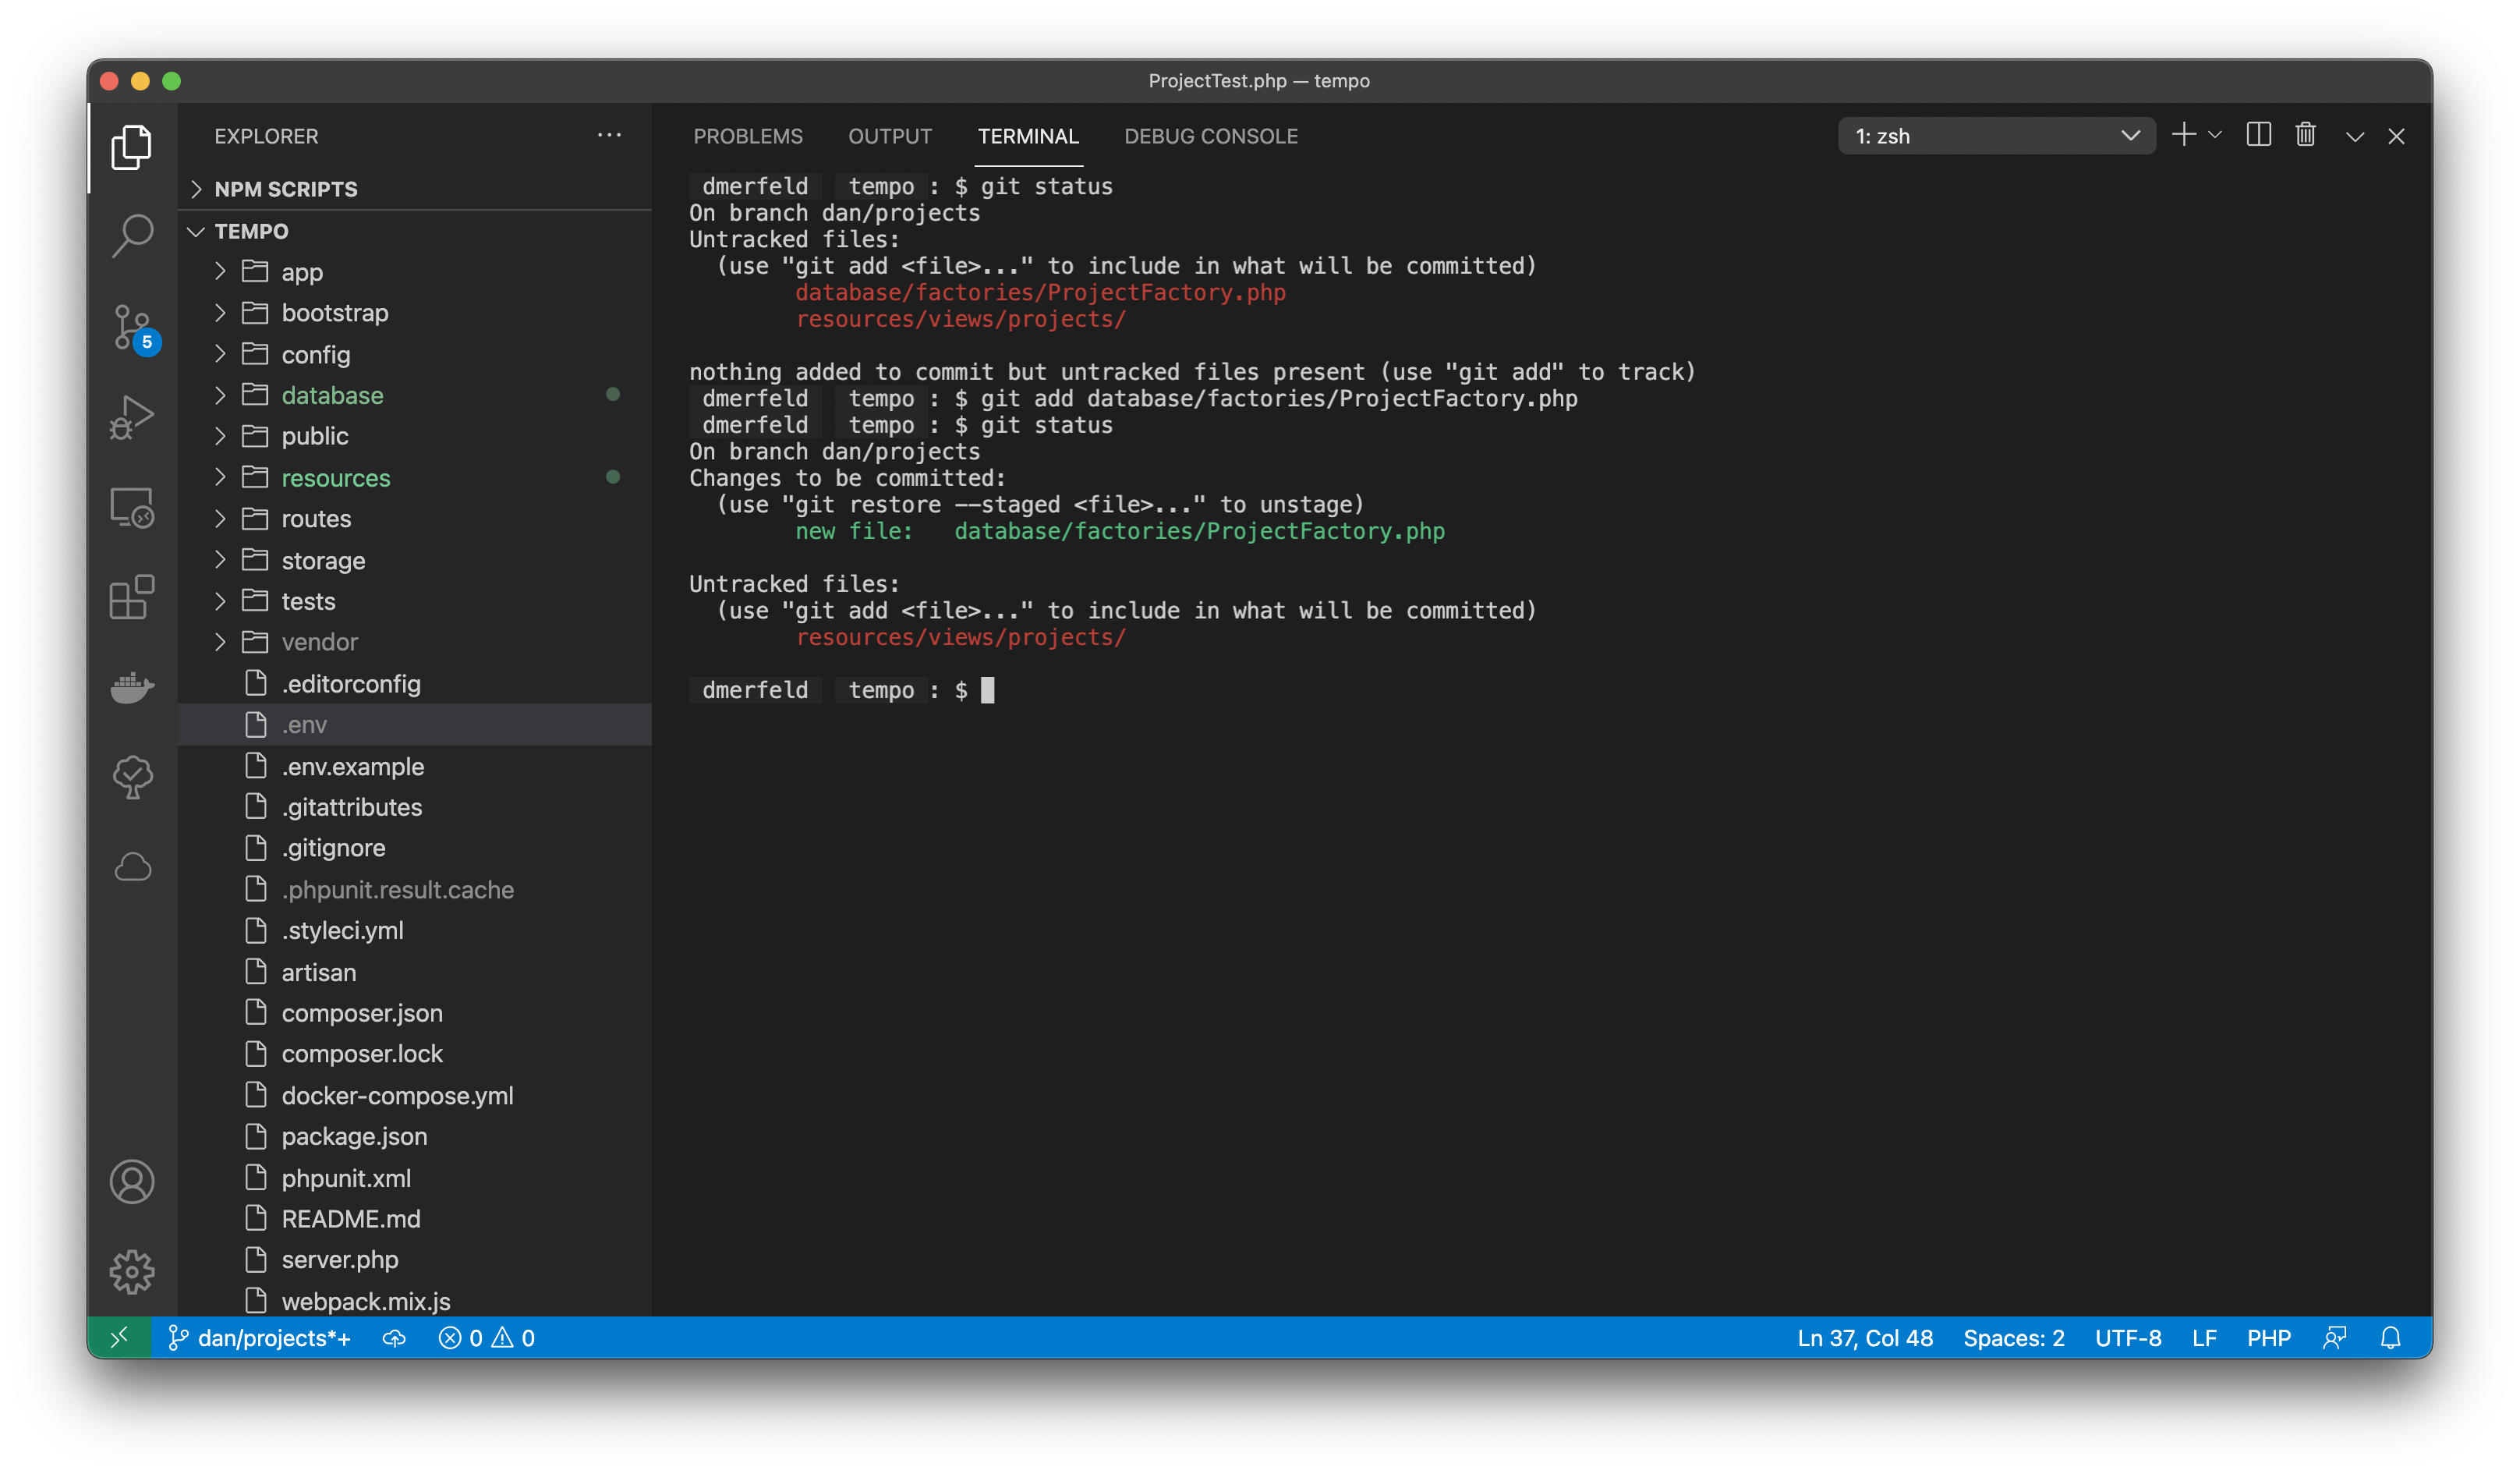 ProjectTest.php — tempo
EXPLORER
NPM SCRIPTS
TEMPO
app
bootstrap
config
database
public
resources
routes
storage
tests
vendor
.editorconfig
.env
.env.example
.gitattributes
.gitignore
.phpunit.result.cache
.styleci.yml
artisan
composer.json
composer.lock
docker-compose.yml
package.json
phpunit.xml
README.md
server.php
webpack.mix.js
5
PROBLEMS OUTPUT TERMINAL DEBUG CONSOLE
1: zsh
dmerfeld tempo : $ git status
On branch dan/projects
Untracked files:
(use "git add <file>..." to include in what will be committed)
database/factories/ProjectFactory.php
resources/views/projects/
nothing added to commit but untracked files present (use "git add" to track)
dmerfeld tempo : $ git add database/factories/ProjectFactory.php
dmerfeld tempo : $ git status
On branch dan/projects
Changes to be committed:
(use "git restore --staged <file>..." to unstage)
new file: database/factories/ProjectFactory.php
Untracked files:
(use "git add <file>..." to include in what will be committed)
resources/views/projects/
dmerfeld tempo : $
dan/projects*+ 0 0
Ln 37, Col 48 Spaces: 2 UTF-8 LF PHP